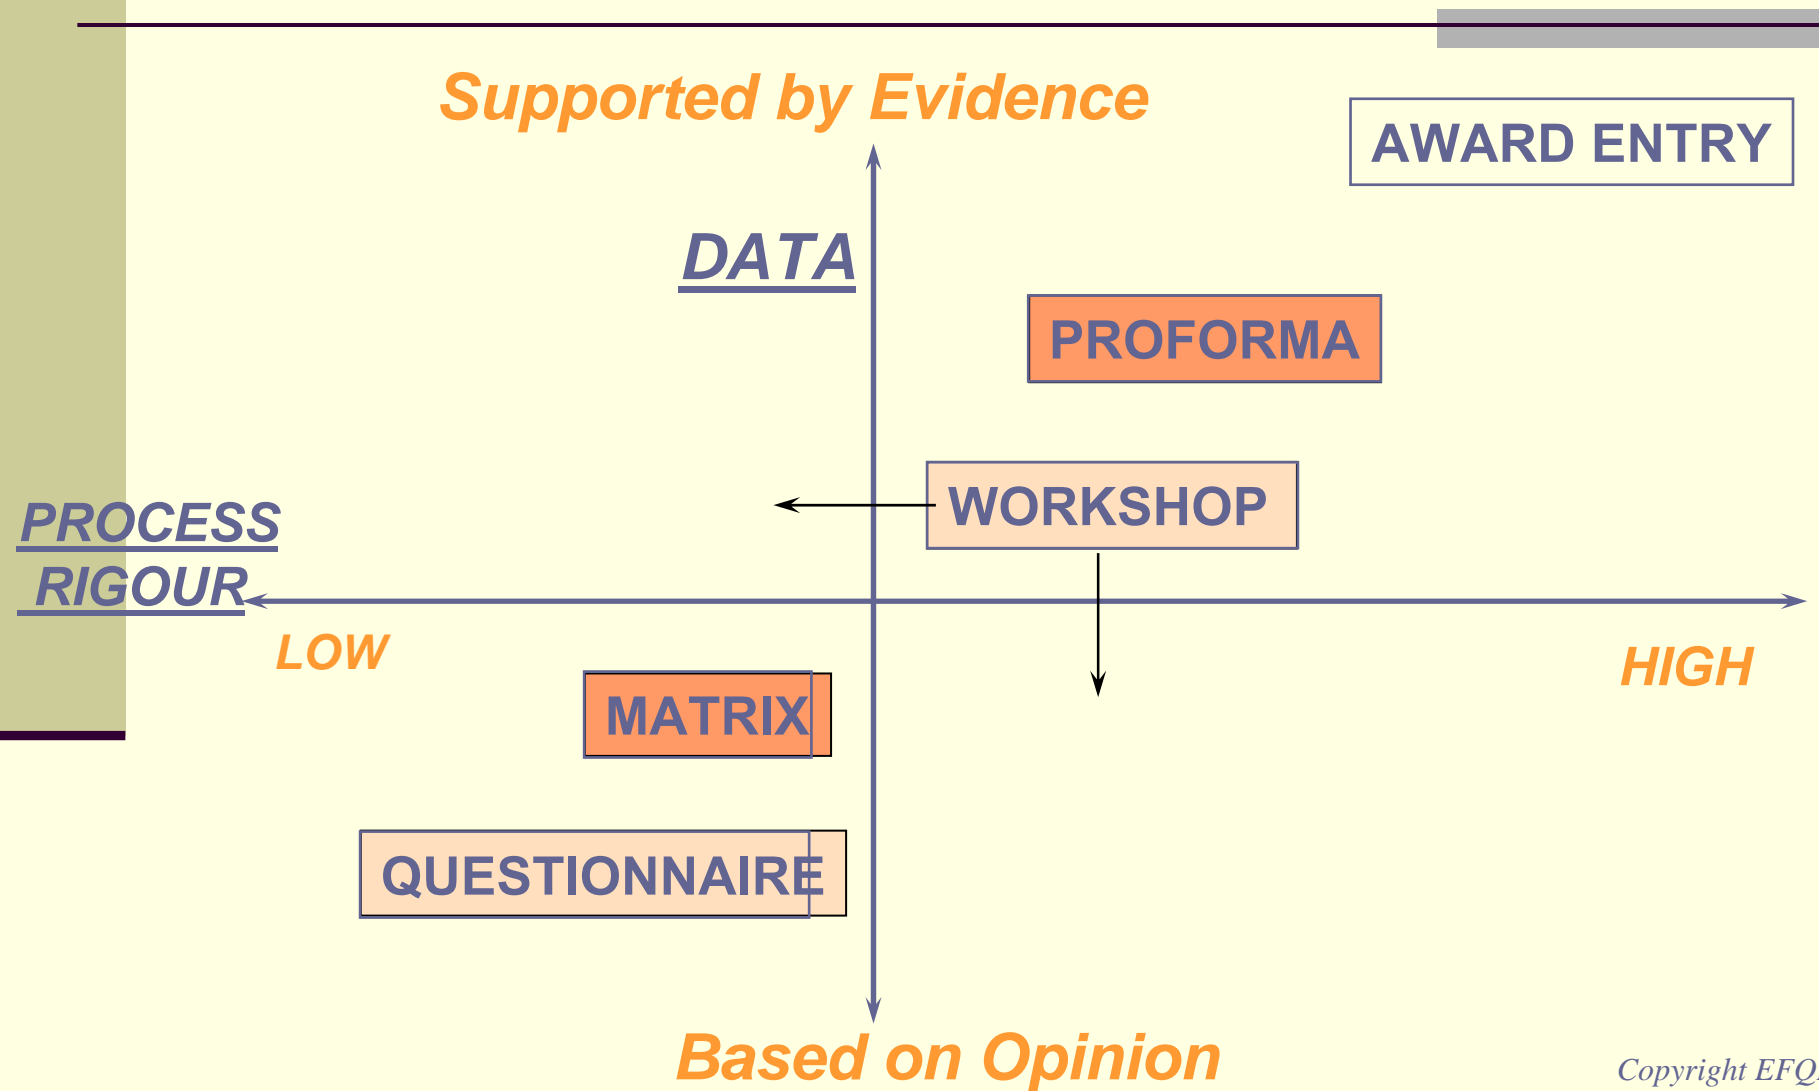 Supported by Evidence
AWARD ENTRY
DATA
PROFORMA
WORKSHOP
PROCESS
RIGOUR
LOW
HIGH
MATRIX
QUESTIONNAIRE
Based on Opinion
Copyright EFQ